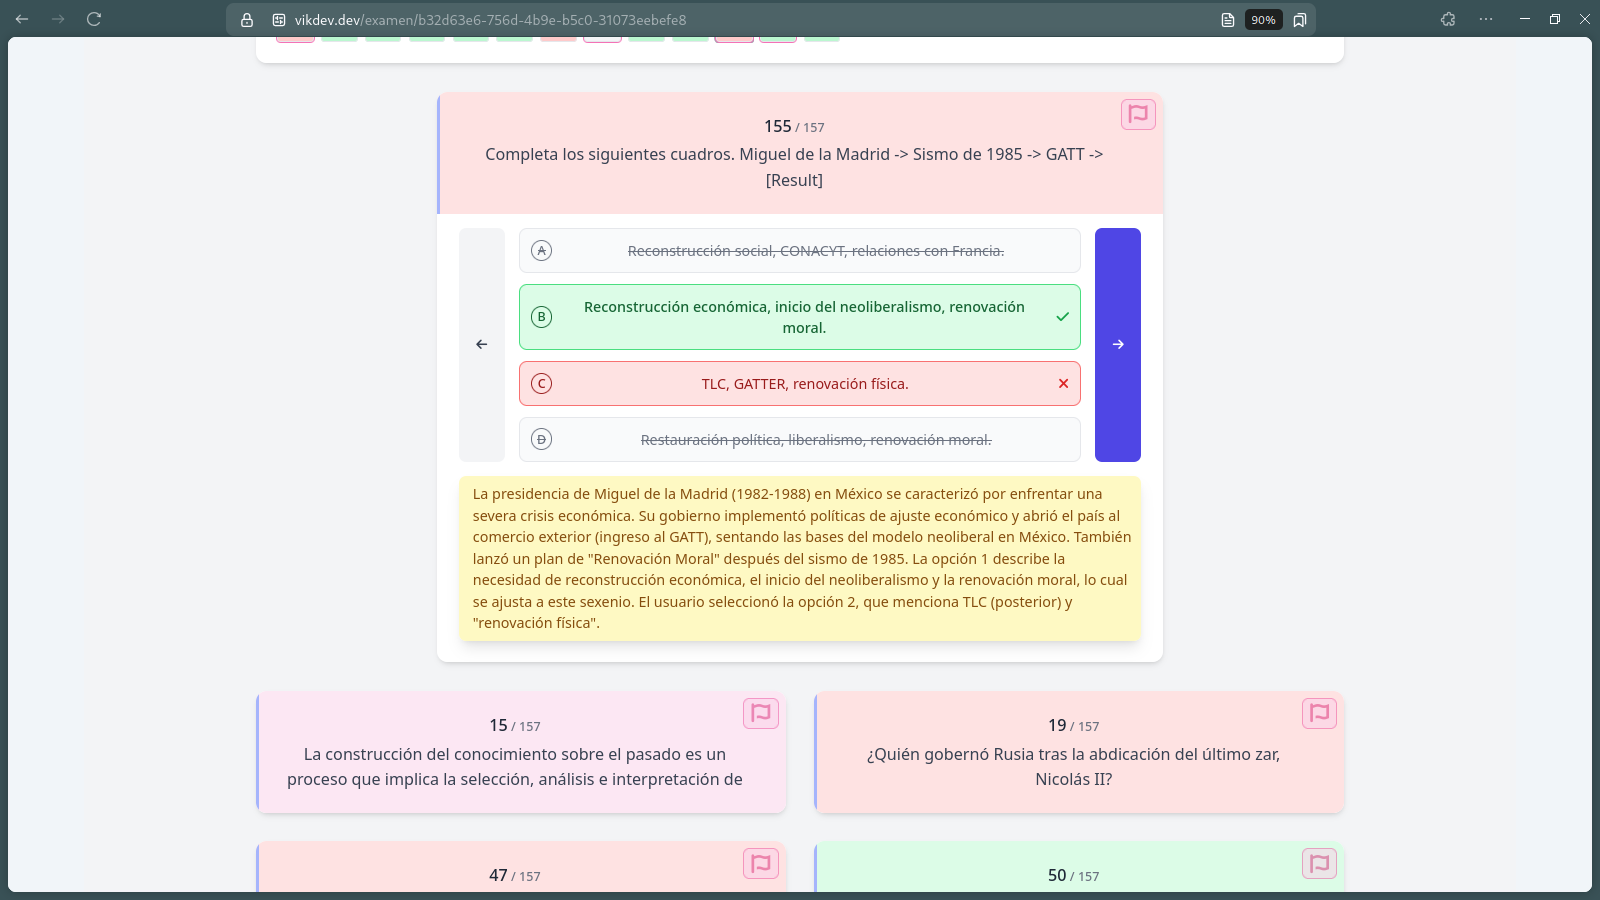 vikdev.dev/examen/b32d63e6-756d-4b9e-b5c0-31073eebefe8
90%
155 / 157
Completa los siguientes cuadros. Miguel de la Madrid -> Sismo de 1985 -> GATT ->
[Result]
A
Reconstrucción social, CONACYT, relaciones con Francia.
B
Reconstrucción económica, inicio del neoliberalismo, renovación
moral.
C
TLC, GATTER, renovación física.
D
Restauración política, liberalismo, renovación moral.
La presidencia de Miguel de la Madrid (1982-1988) en México se caracterizó por enfrentar una
severa crisis económica. Su gobierno implementó políticas de ajuste económico y abrió el país al
comercio exterior (ingreso al GATT), sentando las bases del modelo neoliberal en México. También
lanzó un plan de "Renovación Moral" después del sismo de 1985. La opción 1 describe la
necesidad de reconstrucción económica, el inicio del neoliberalismo y la renovación moral, lo cual
se ajusta a este sexenio. El usuario seleccionó la opción 2, que menciona TLC (posterior) y
"renovación física".
15 / 157
La construcción del conocimiento sobre el pasado es un
proceso que implica la selección, análisis e interpretación de
19 / 157
¿Quién gobernó Rusia tras la abdicación del último zar,
Nicolás II?
47 / 157
50 / 157